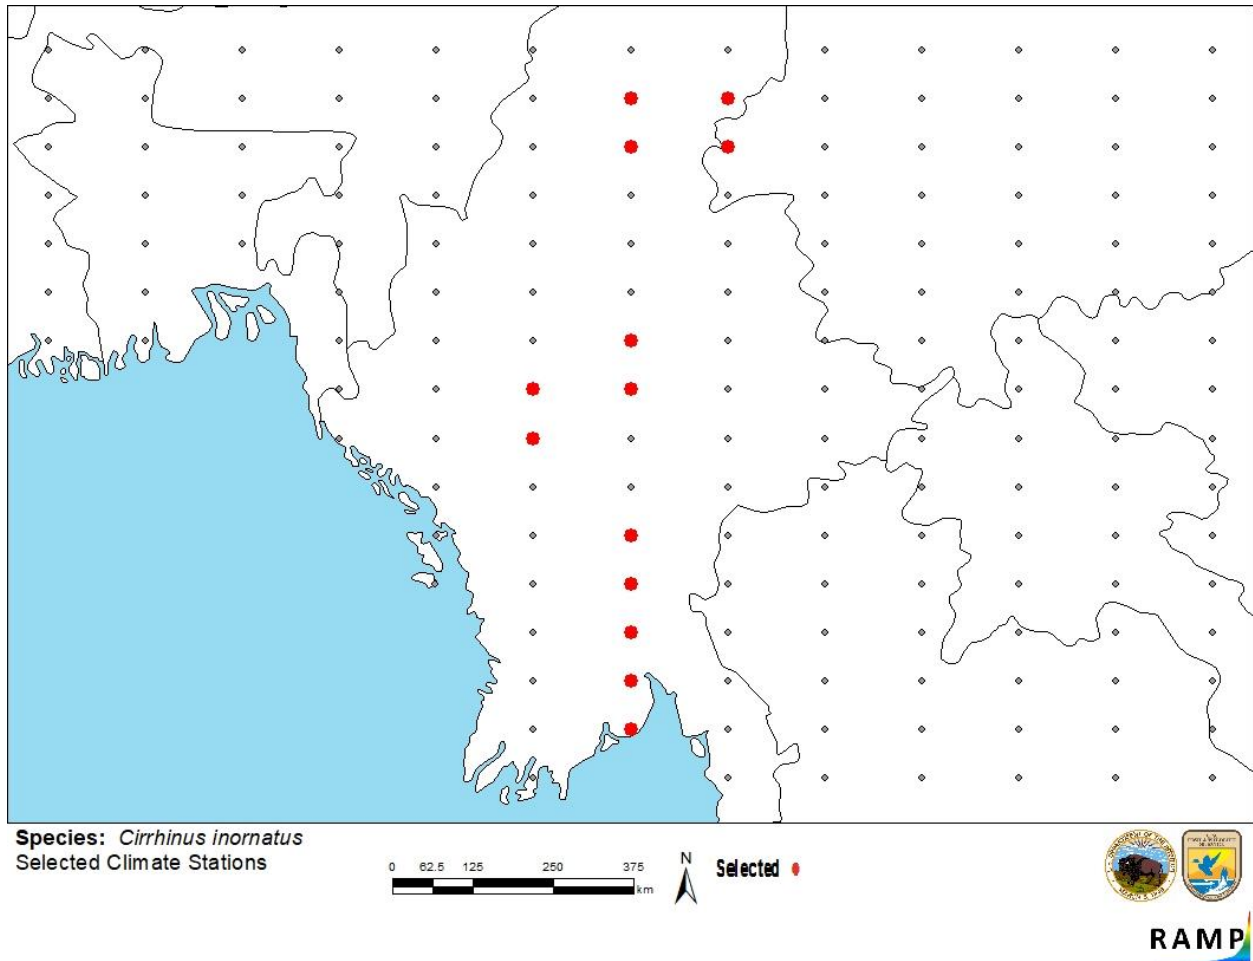 Species: Cirrhinus inornatus
Selected Climate Stations
0 62.5 125 250 375
km
N
Selected
RAMP